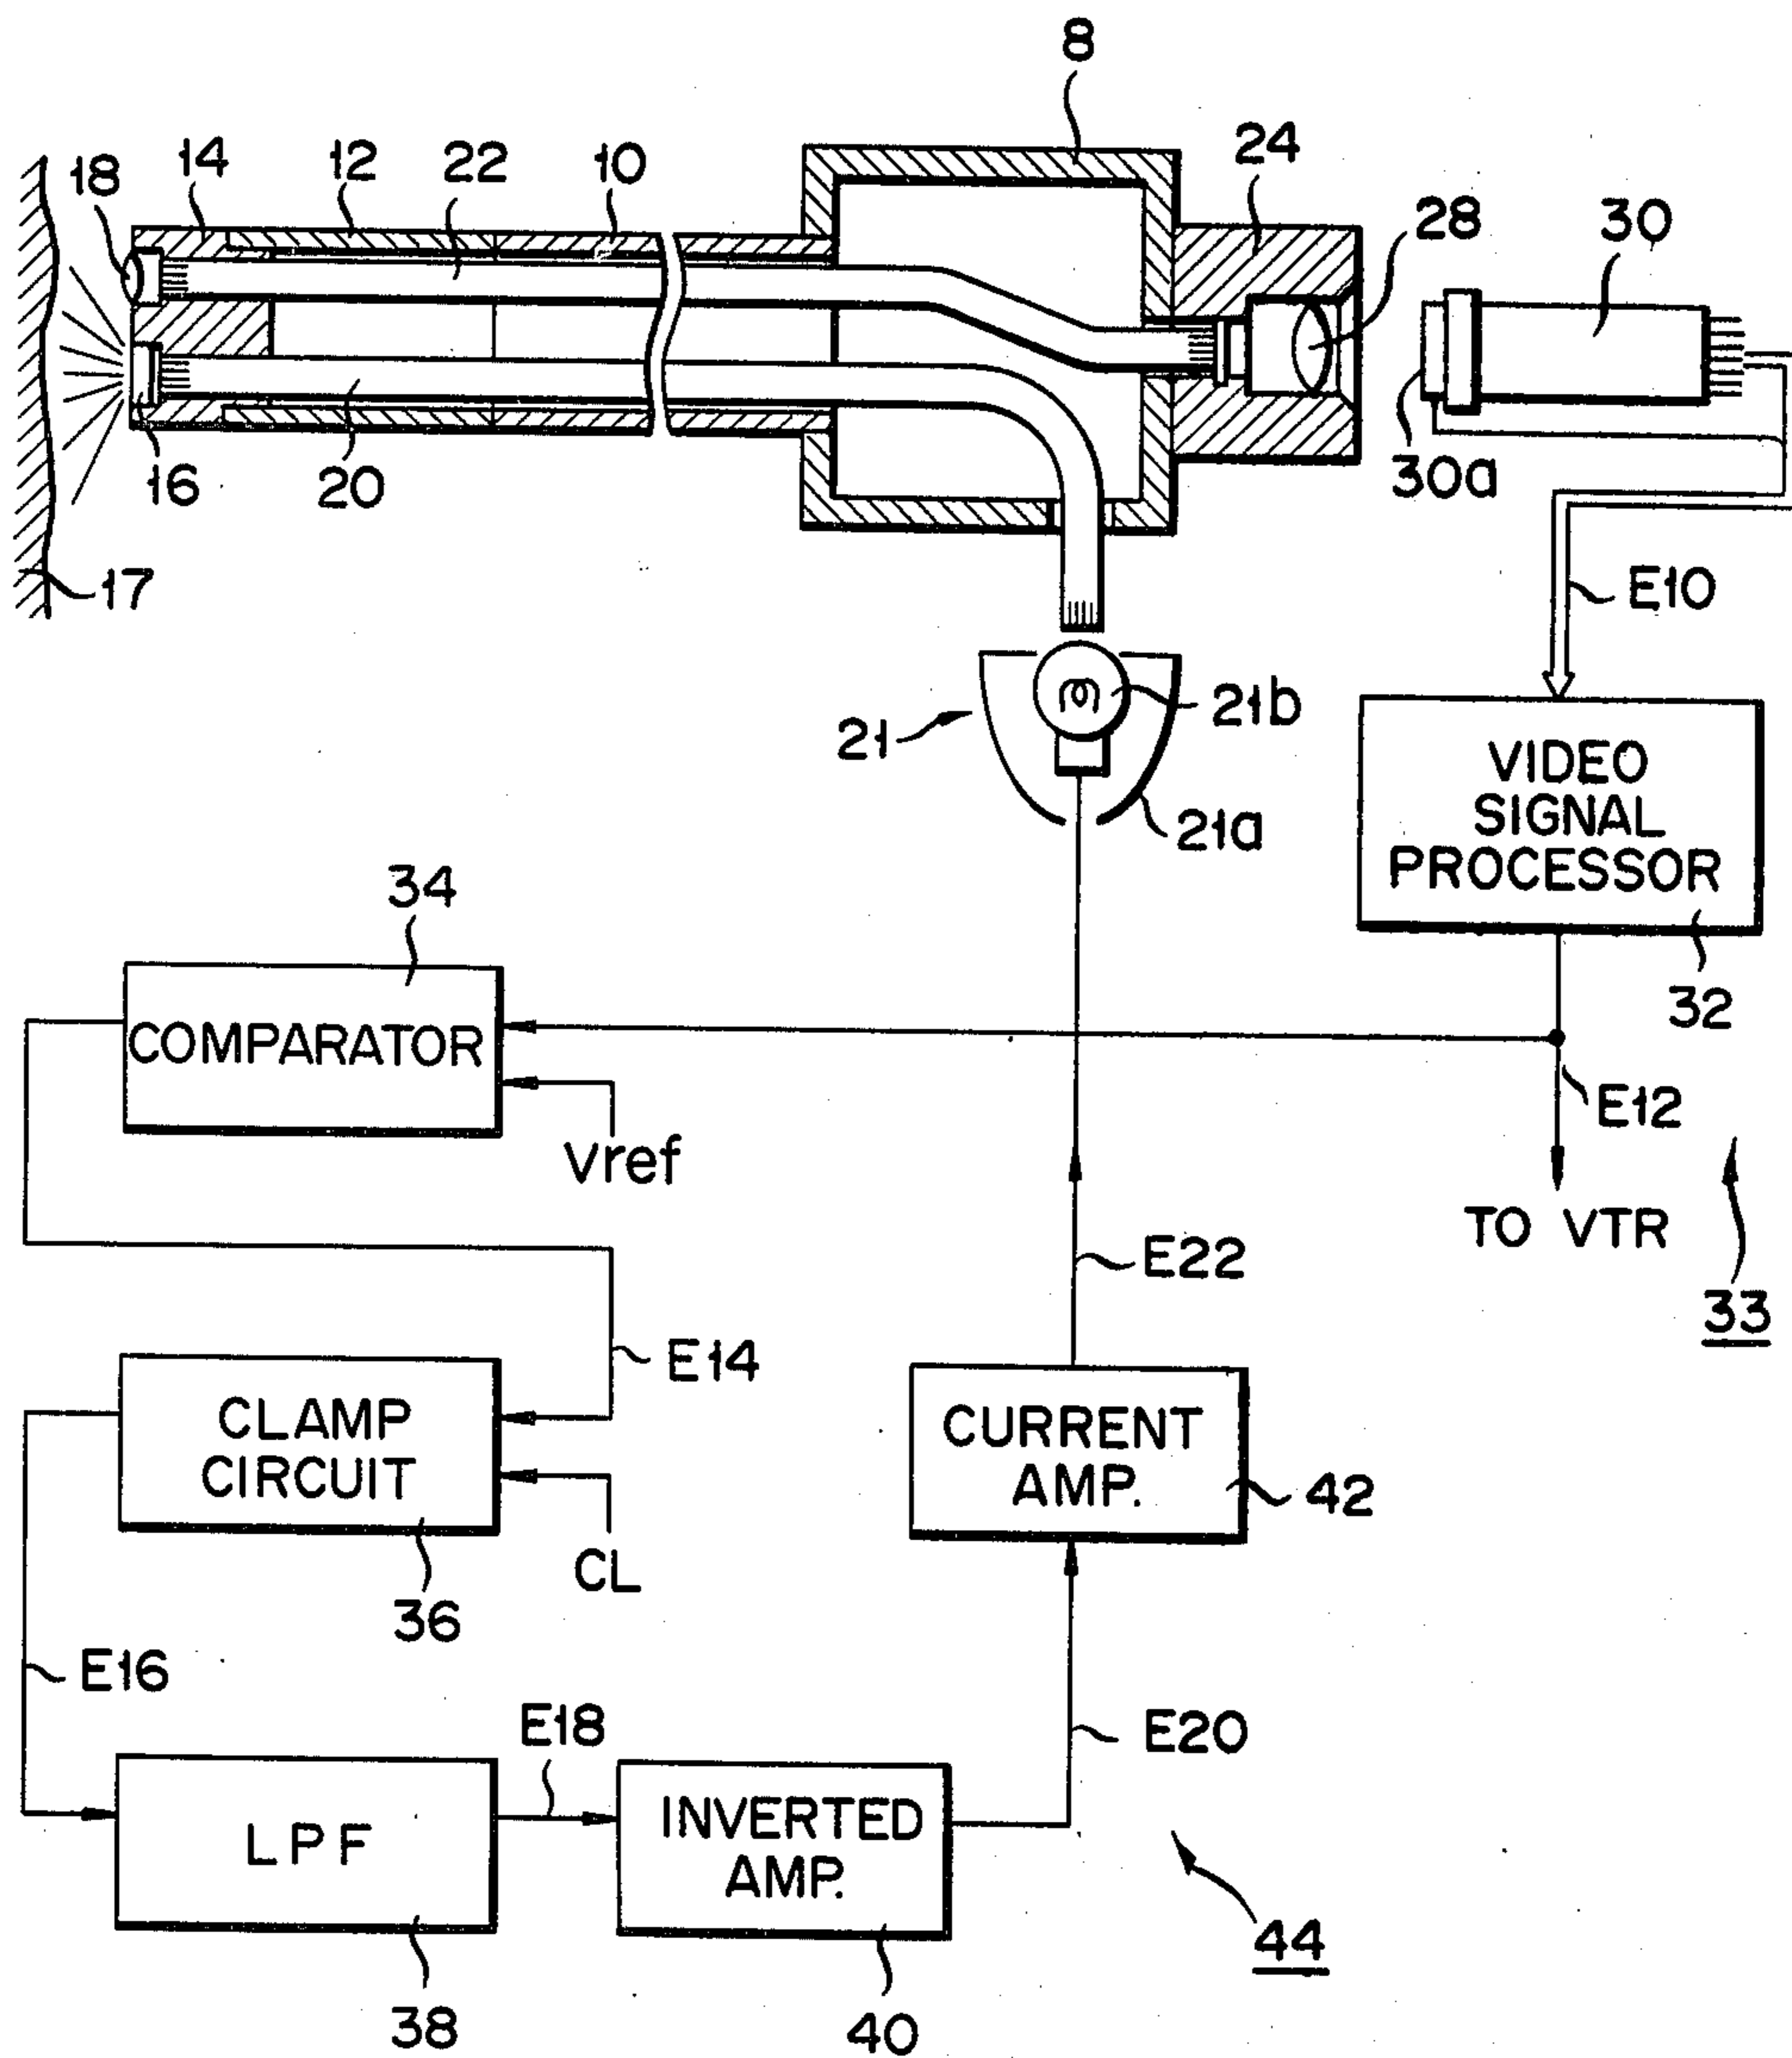 8
18
14
12
22
10
24
28
30
16
20
30a
17
E10
21
21b
21a
VIDEO
SIGNAL
PROCESSOR
32
34
COMPARATOR
Vref
E12
TO VTR
33
E22
E14
CLAMP
CIRCUIT
CL
36
CURRENT
AMP.
42
E16
E18
E20
LPF
INVERTED
AMP.
38
40
44